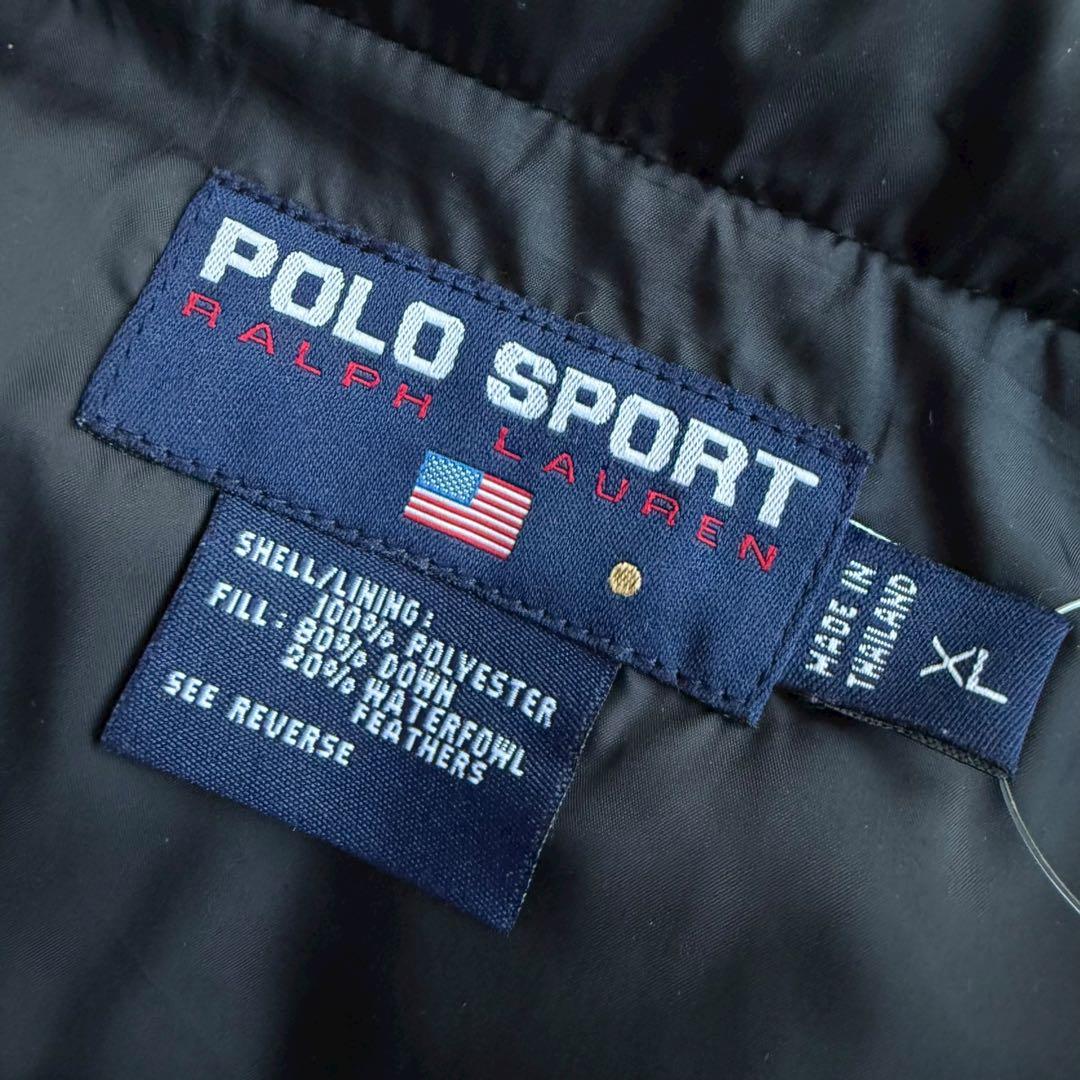 POLO SPORT
RALPH LAUREN
SHELL/LINING:
100% POLYESTER
FILL: 80% DOWN
20% WATERFOWL
FEATHERS
SEE REVERSE
MADE IN
THAILAND
XL